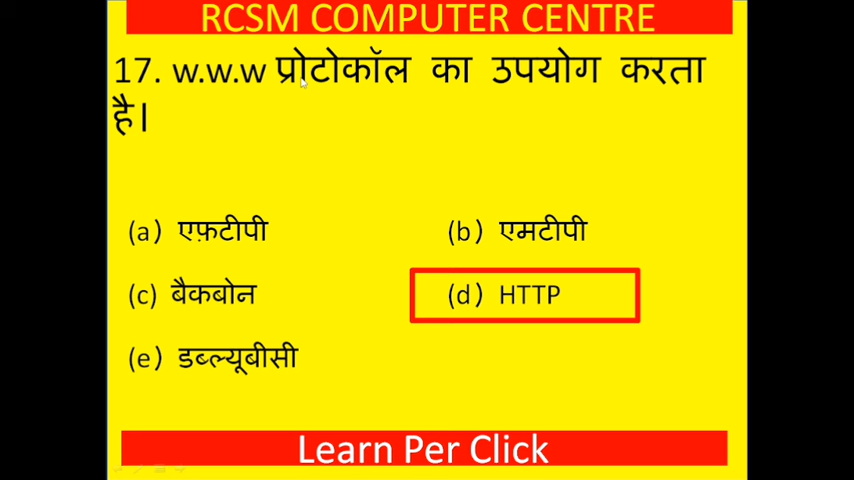 RCSM COMPUTER CENTRE
17. w.w.w प्रोटोकॉल का उपयोग करता
है।
(a) एफ़टीपी (b) एमटीपी
(c) बैकबोन (d) HTTP
(e) डब्ल्यूबीसी
Learn Per Click